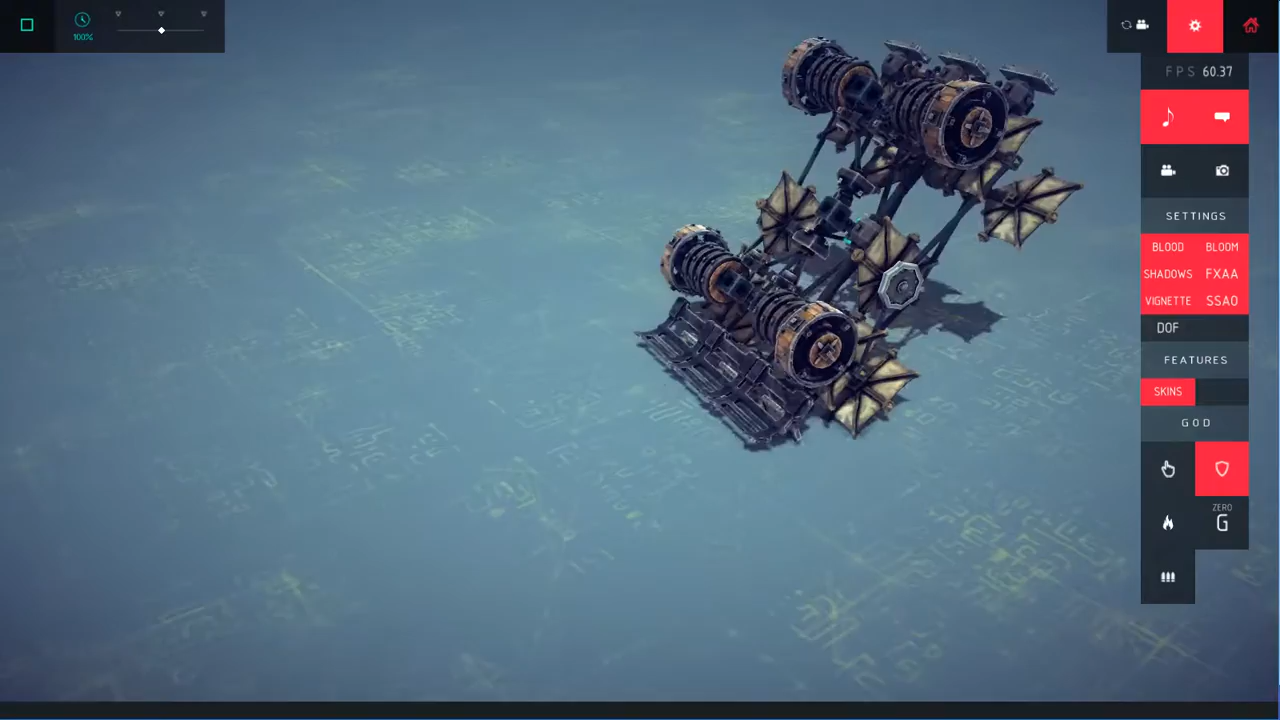 100%
FPS 60.37
SETTINGS
BLOOD BLOOM
SHADOWS FXAA
VIGNETTE SSAO
DOF
FEATURES
SKINS
GOD
ZERO
G